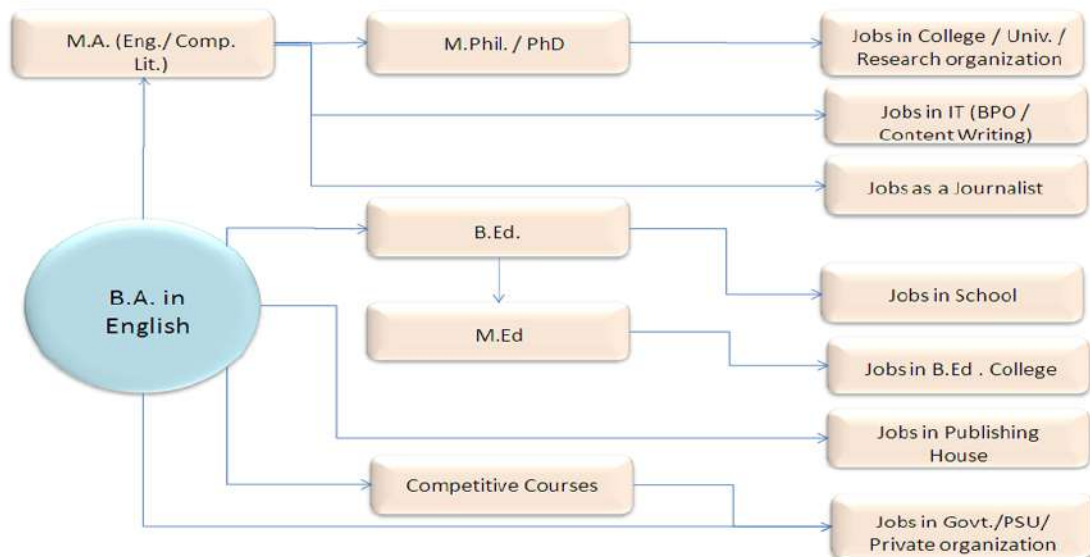 M.A. (Eng./ Comp.
Lit.)
M.Phil. / PhD
Jobs in College / Univ. /
Research organization
Jobs in IT (BPO /
Content Writing)
Jobs as a Journalist
B.Ed.
B.A. in
English
Jobs in School
M.Ed
Jobs in B.Ed . College
Jobs in Publishing
House
Competitive Courses
Jobs in Govt./PSU/
Private organization